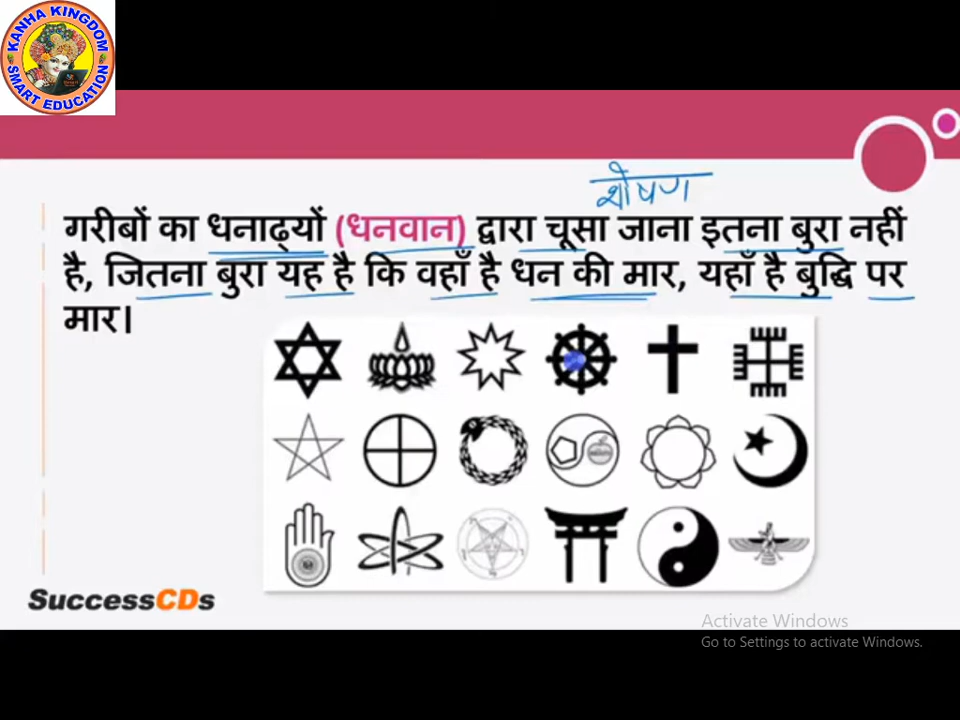 KANHA KINGDOM
SMART EDUCATION
शोषण
गरीबों का धनाढ्यों (धनवान) द्वारा चूसा जाना इतना बुरा नहीं
है, जितना बुरा यह है कि वहाँ है धन की मार, यहाँ है बुद्धि पर
मार।
SuccessCDs
Activate Windows
Go to Settings to activate Windows.